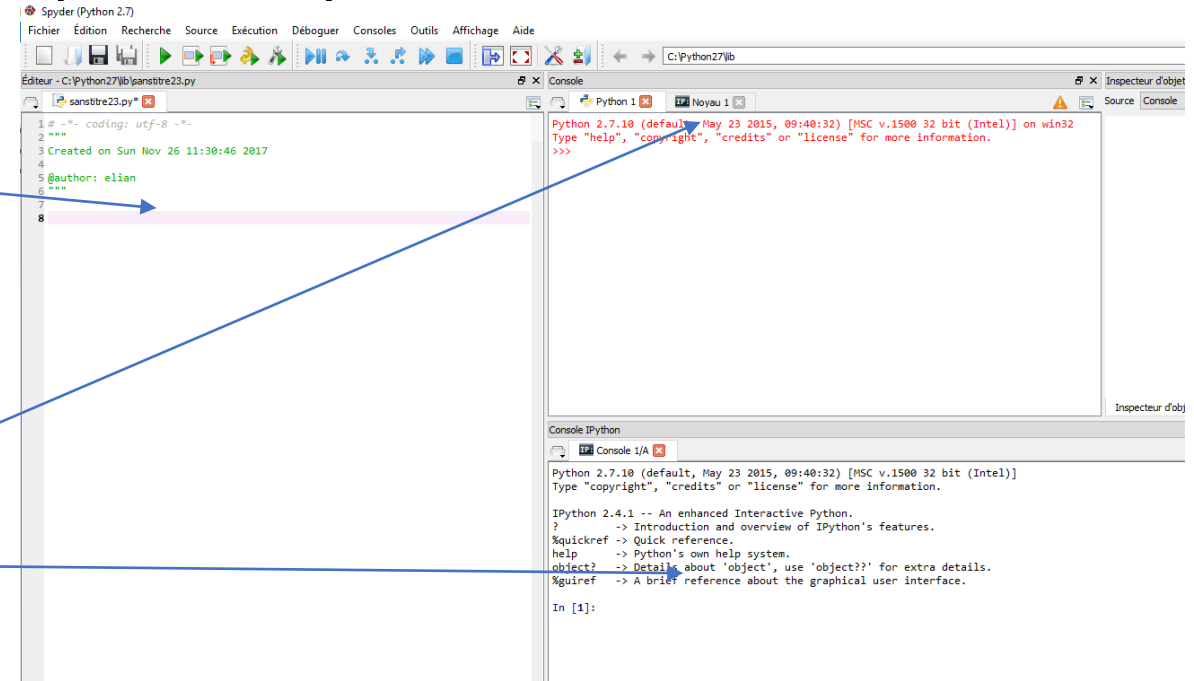 Spyder (Python 2.7)
Fichier Édition Recherche Source Exécution Déboguer Consoles Outils Affichage Aide
C:\Python27\lib
Éditeur - C:\Python27\lib\sanstitre23.py
sanstitre23.py*
1 # -*- coding: utf-8 -*-
2 """
3 Created on Sun Nov 26 11:30:46 2017
4
5 @author: elian
6 """
7
8
Console
Python 1 IP: Noyau 1
Python 2.7.10 (default, May 23 2015, 09:40:32) [MSC v.1500 32 bit (Intel)] on win32
Type "help", "copyright", "credits" or "license" for more information.
>>>
Inspecteur d'objet
Source Console
Inspecteur d'obj
Console IPython
IP: Console 1/A
Python 2.7.10 (default, May 23 2015, 09:40:32) [MSC v.1500 32 bit (Intel)]
Type "copyright", "credits" or "license" for more information.
IPython 2.4.1 -- An enhanced Interactive Python.
? -> Introduction and overview of IPython's features.
%quickref -> Quick reference.
help -> Python's own help system.
object? -> Details about 'object', use 'object??' for extra details.
%guiref -> A brief reference about the graphical user interface.
In [1]: